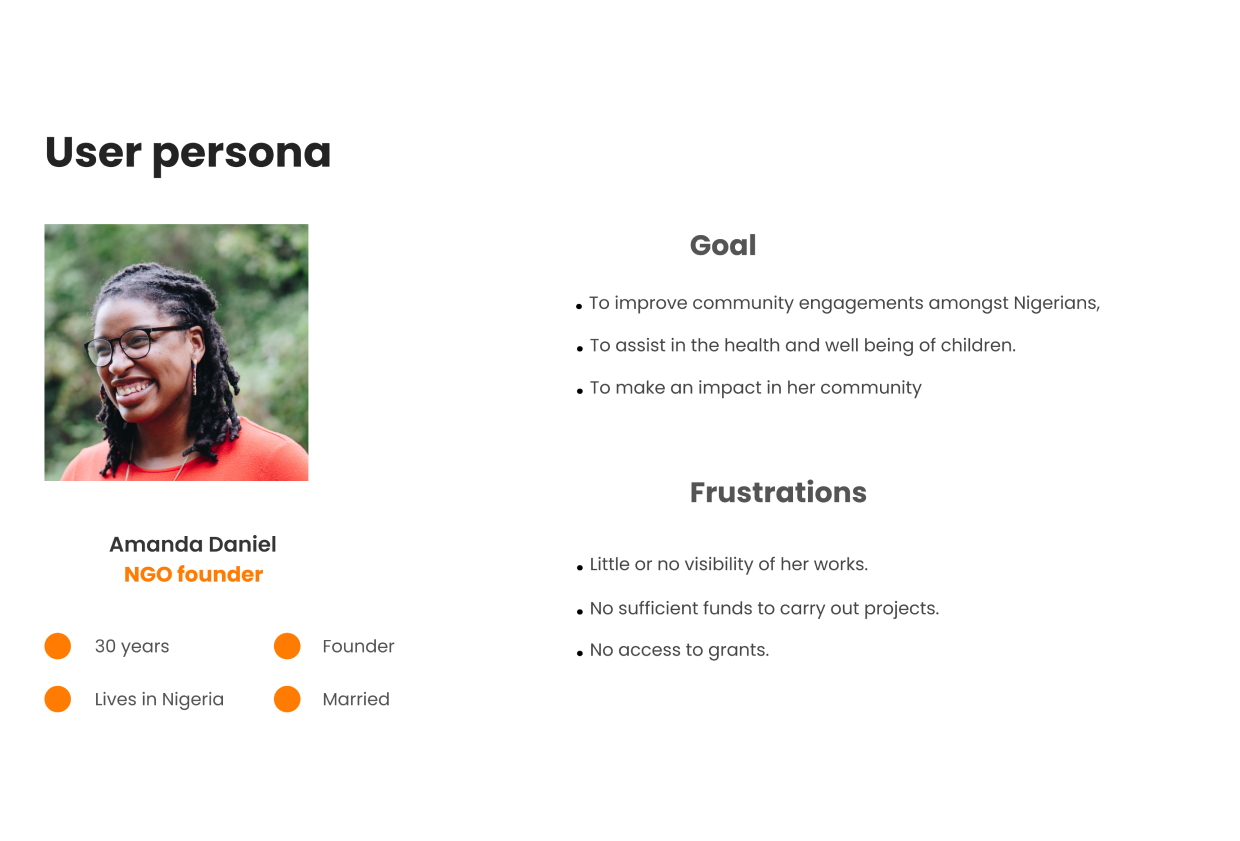 User persona
Amanda Daniel
NGO founder
30 years
Founder
Lives in Nigeria
Married
Goal
To improve community engagements amongst Nigerians,
To assist in the health and well being of children.
To make an impact in her community
Frustrations
Little or no visibility of her works.
No sufficient funds to carry out projects.
No access to grants.